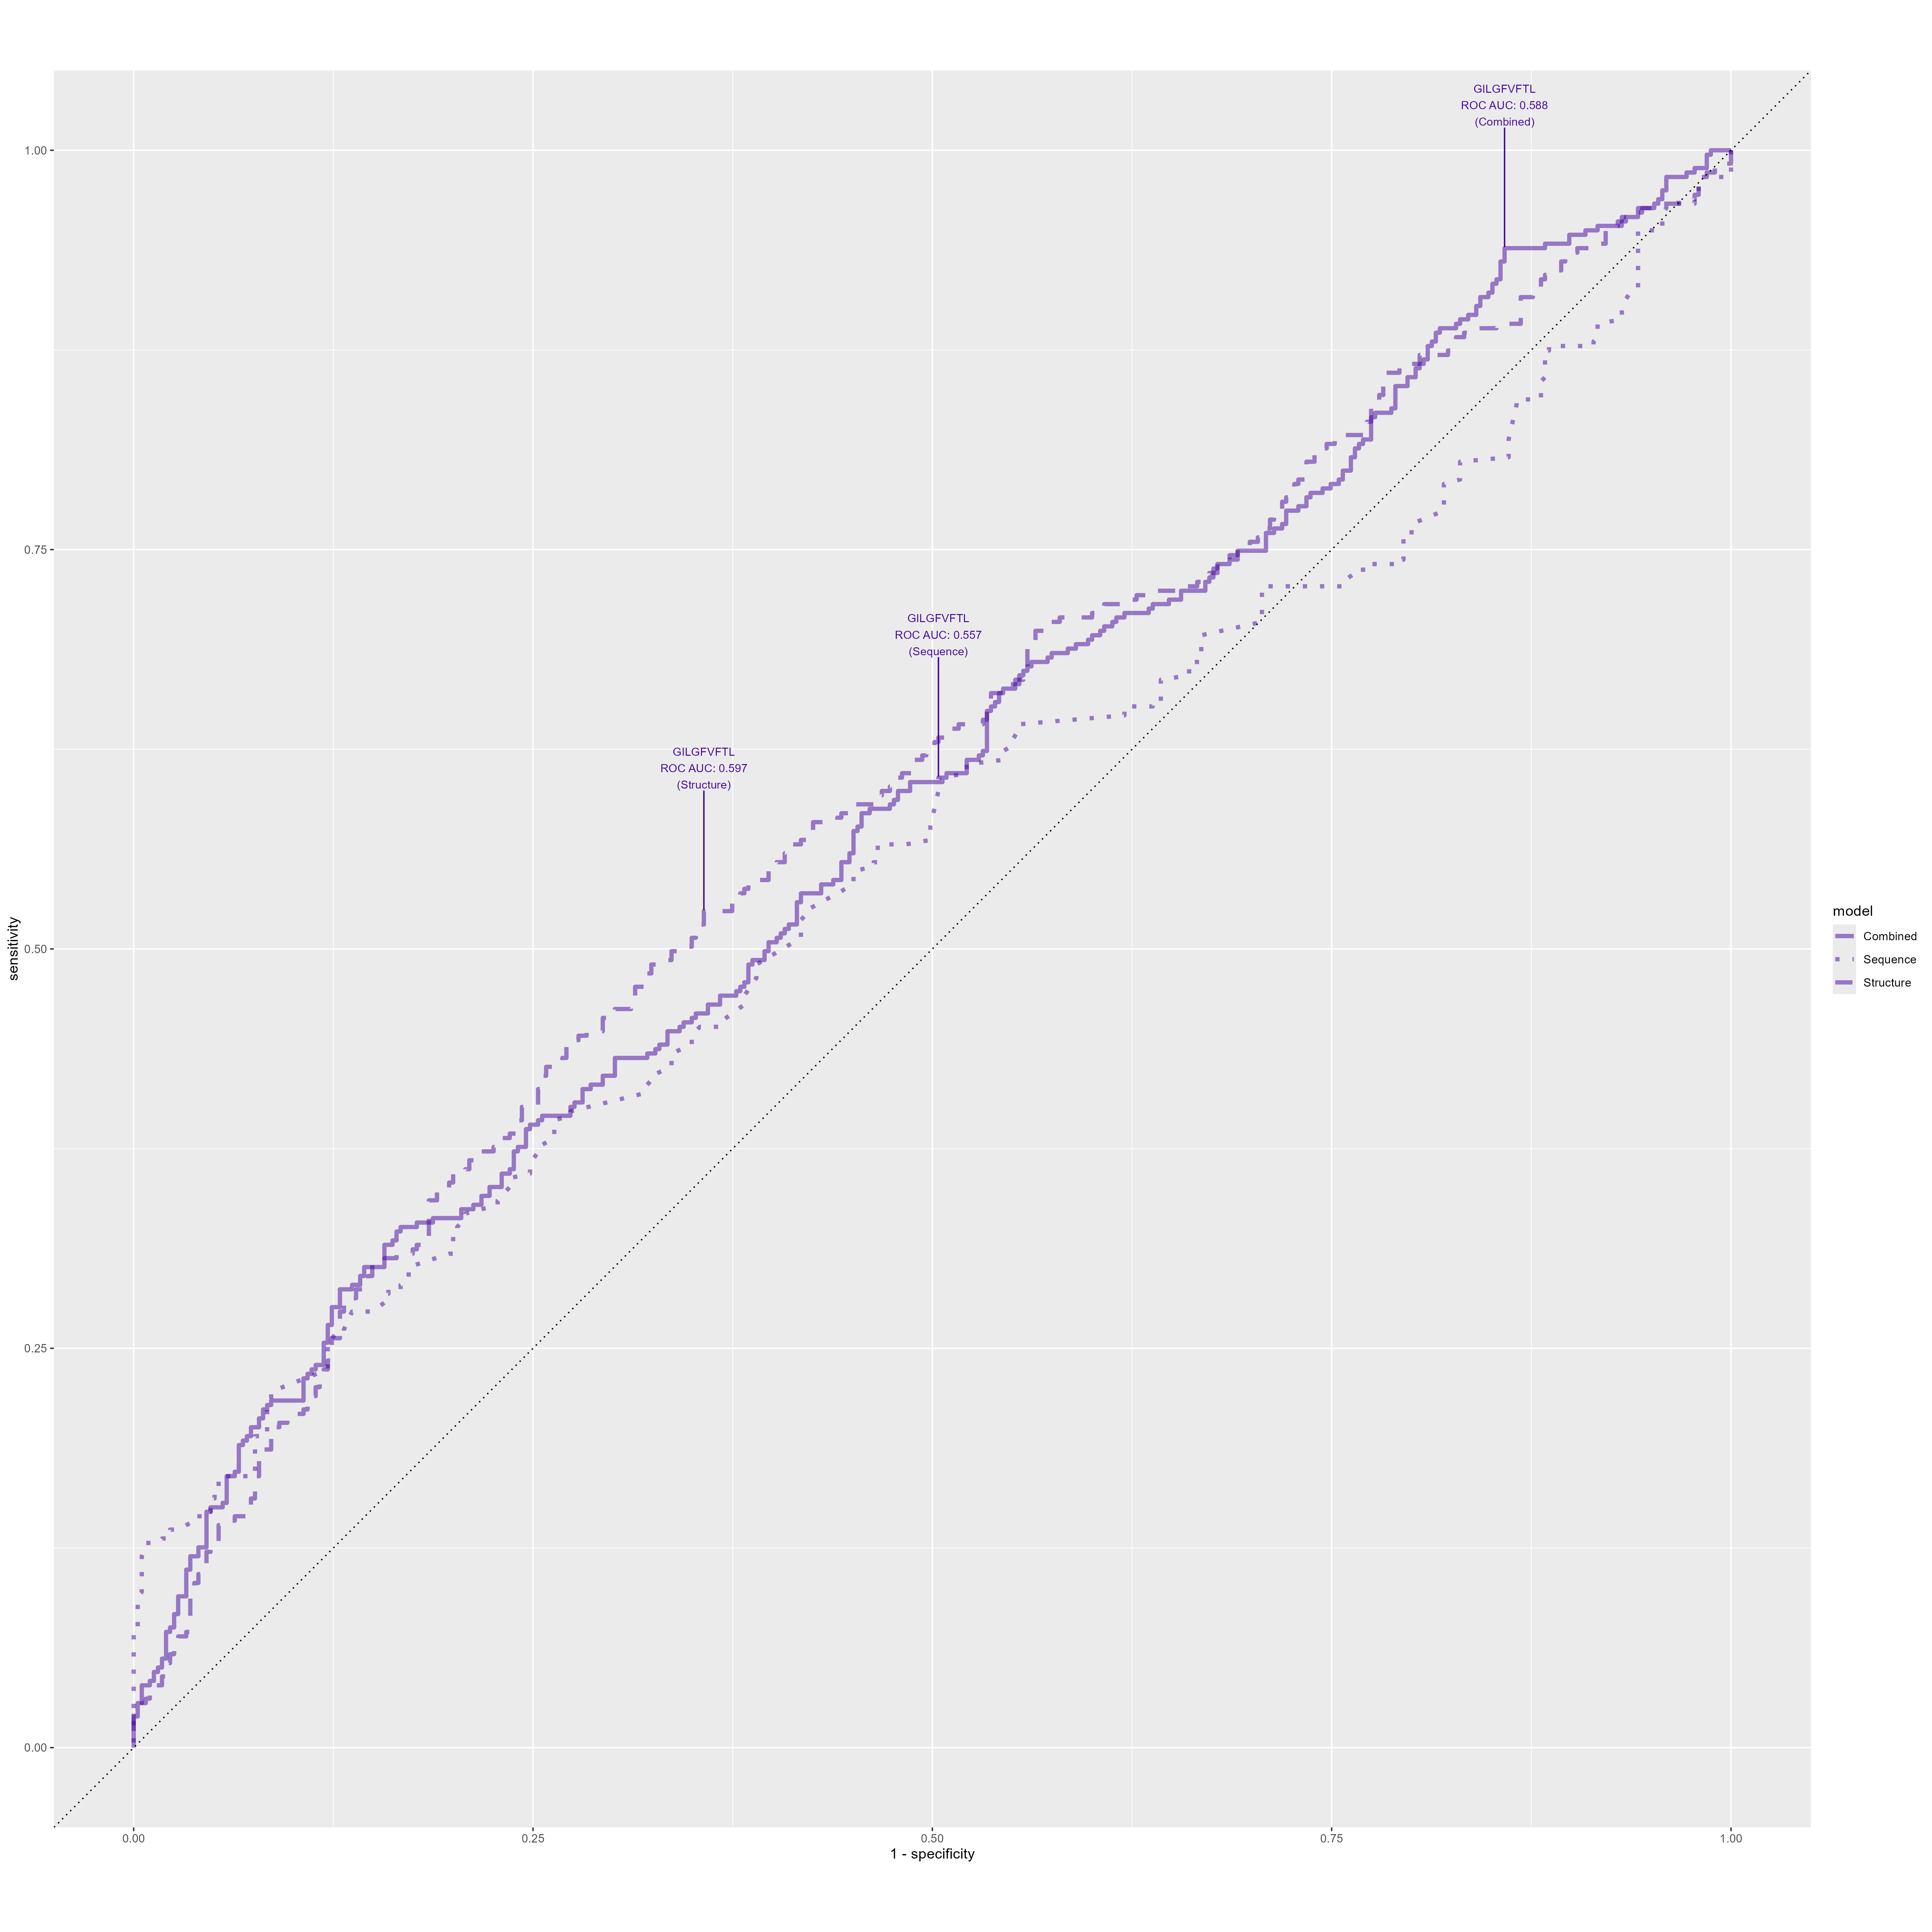 GILGFVFTL
ROC AUC: 0.588
(Combined)
GILGFVFTL
ROC AUC: 0.557
(Sequence)
GILGFVFTL
ROC AUC: 0.597
(Structure)
1.00
0.75
0.50
0.25
0.00
sensitivity
0.00
0.25
0.50
0.75
1.00
1 - specificity
model
Combined
Sequence
Structure